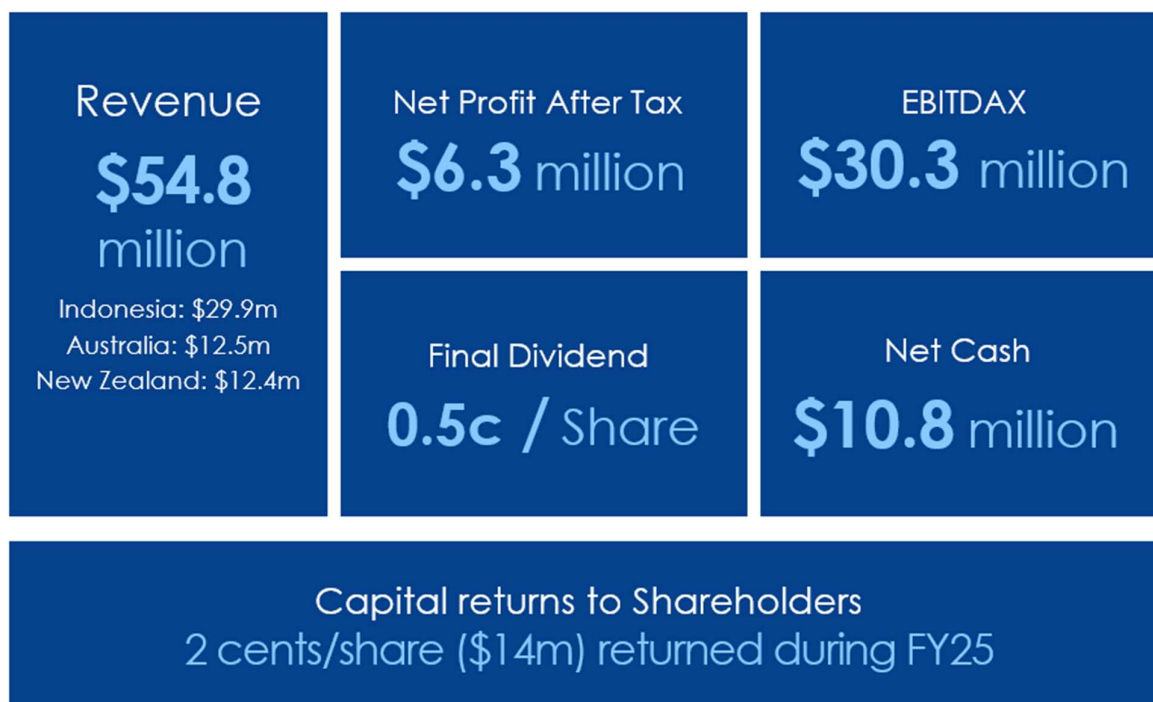 Revenue
$54.8
million
Indonesia: $29.9m
Australia: $12.5m
New Zealand: $12.4m
Net Profit After Tax
$6.3 million
EBITDAX
$30.3 million
Final Dividend
0.5c / Share
Net Cash
$10.8 million
Capital returns to Shareholders
2 cents/share ($14m) returned during FY25